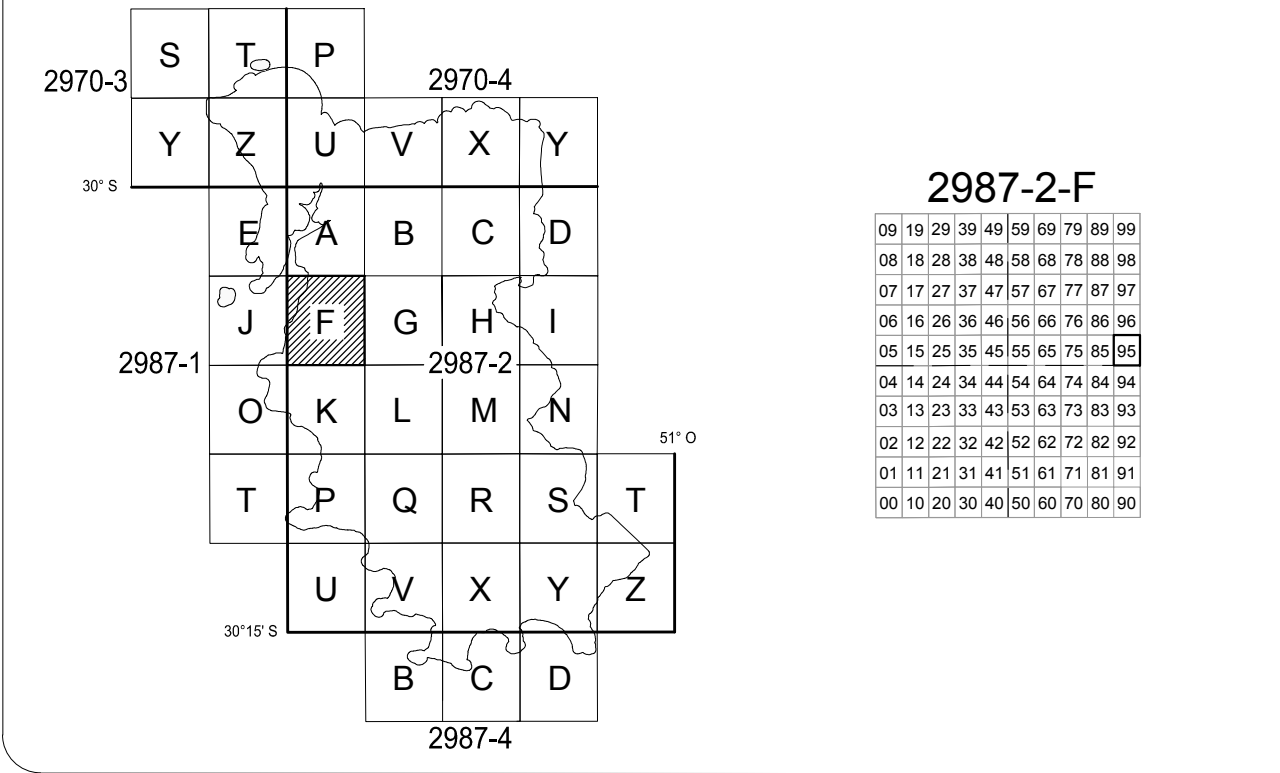 S T P
2970-3 2970-4
Y Z U V X Y
30° S
E A B C D
J F G H I
2987-1 2987-2
O K L M N
51° O
T P Q R S T
U V X Y Z
30°15' S
B C D
2987-4
2987-2-F
09 19 29 39 49 59 69 79 89 99
08 18 28 38 48 58 68 78 88 98
07 17 27 37 47 57 67 77 87 97
06 16 26 36 46 56 66 76 86 96
05 15 25 35 45 55 65 75 85 95
04 14 24 34 44 54 64 74 84 94
03 13 23 33 43 53 63 73 83 93
02 12 22 32 42 52 62 72 82 92
01 11 21 31 41 51 61 71 81 91
00 10 20 30 40 50 60 70 80 90